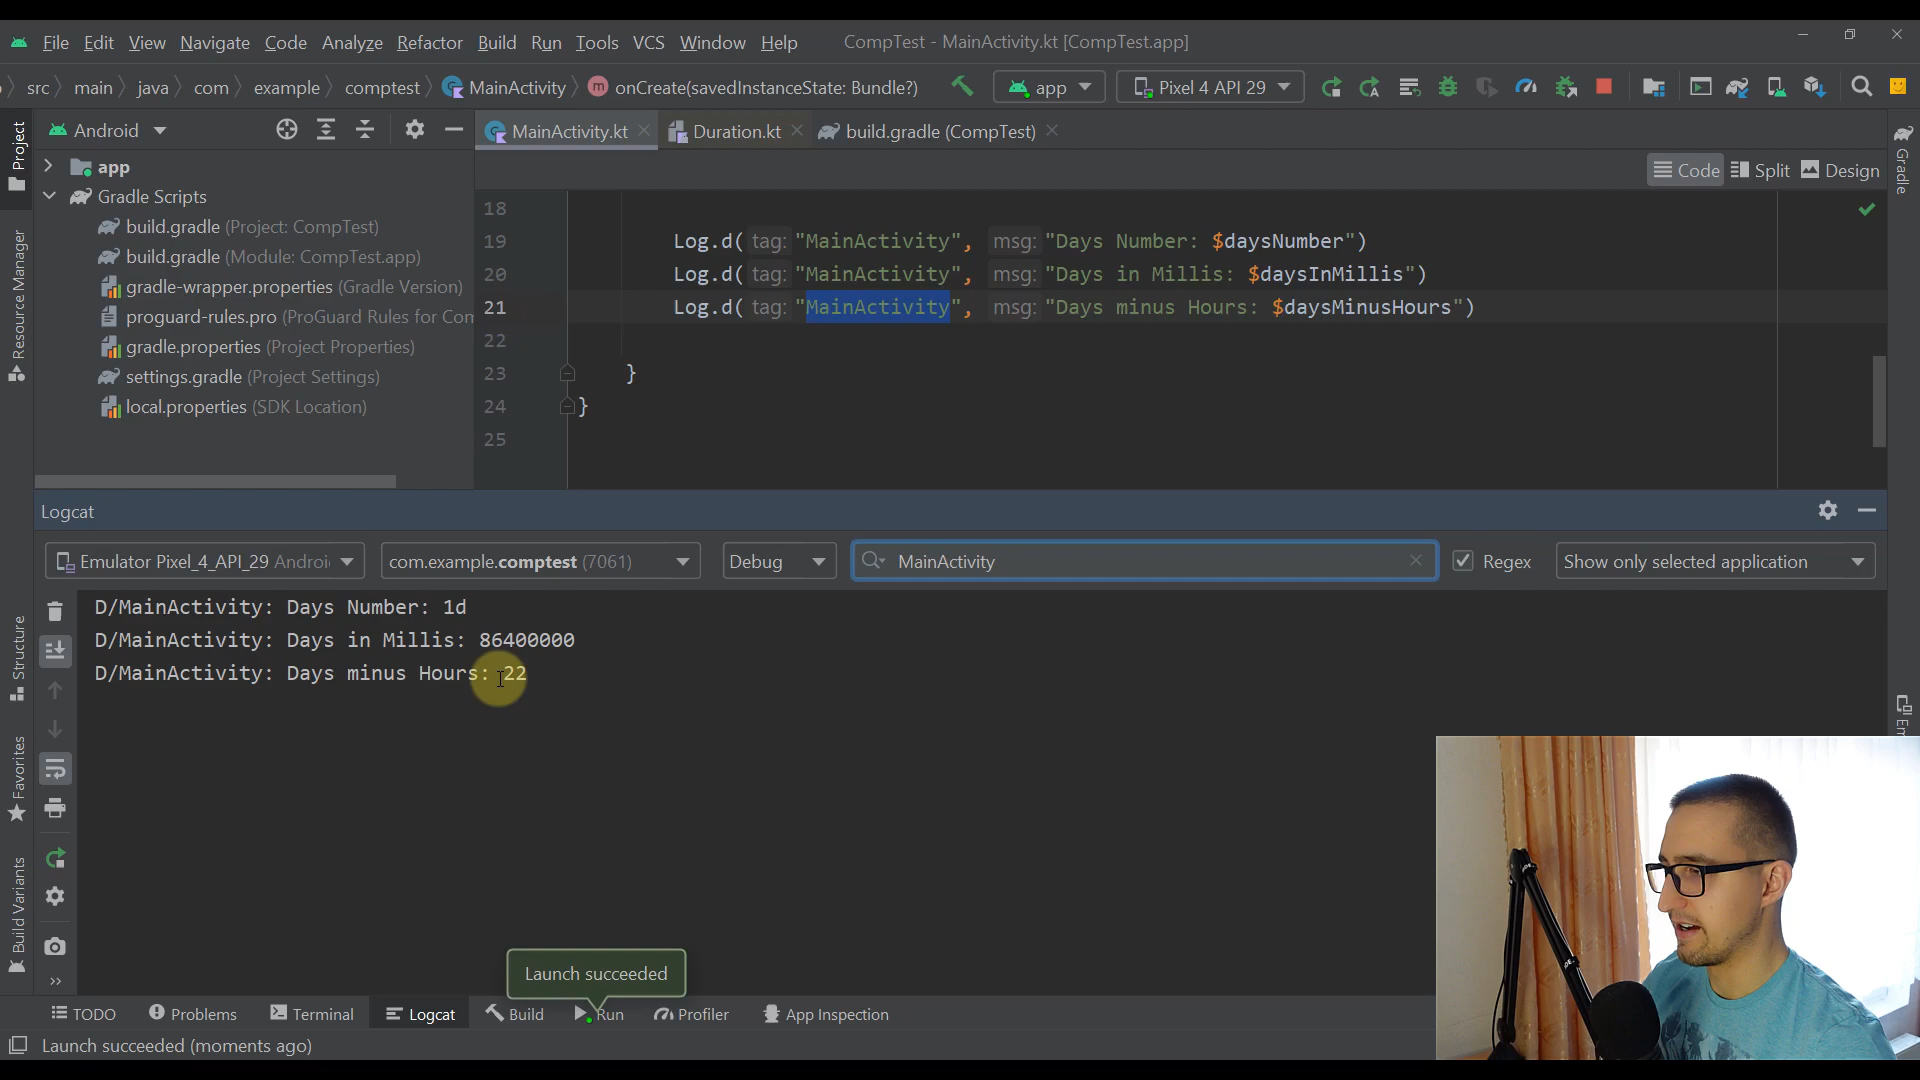 File Edit View Navigate Code Analyze Refactor Build Run Tools VCS Window Help CompTest - MainActivity.kt [CompTest.app]
src main java com example comptest MainActivity onCreate(savedInstanceState: Bundle?) app Pixel 4 API 29
Android MainActivity.kt Duration.kt build.gradle (CompTest)
Code Split Design
Project
Resource Manager
Structure
Favorites
Build Variants
Gradle
app
Gradle Scripts
build.gradle (Project: CompTest)
build.gradle (Module: CompTest.app)
gradle-wrapper.properties (Gradle Version)
proguard-rules.pro (ProGuard Rules for Com
gradle.properties (Project Properties)
settings.gradle (Project Settings)
local.properties (SDK Location)
18
19 Log.d( tag: "MainActivity", msg: "Days Number: $daysNumber")
20 Log.d( tag: "MainActivity", msg: "Days in Millis: $daysInMillis")
21 Log.d( tag: "MainActivity", msg: "Days minus Hours: $daysMinusHours")
22
23 }
24 }
25
Logcat
Emulator Pixel_4_API_29 Androi com.example.comptest (7061) Debug MainActivity Regex Show only selected application
D/MainActivity: Days Number: 1d
D/MainActivity: Days in Millis: 86400000
D/MainActivity: Days minus Hours: 22
Em
Launch succeeded
TODO Problems Terminal Logcat Build Run Profiler App Inspection
Launch succeeded (moments ago)